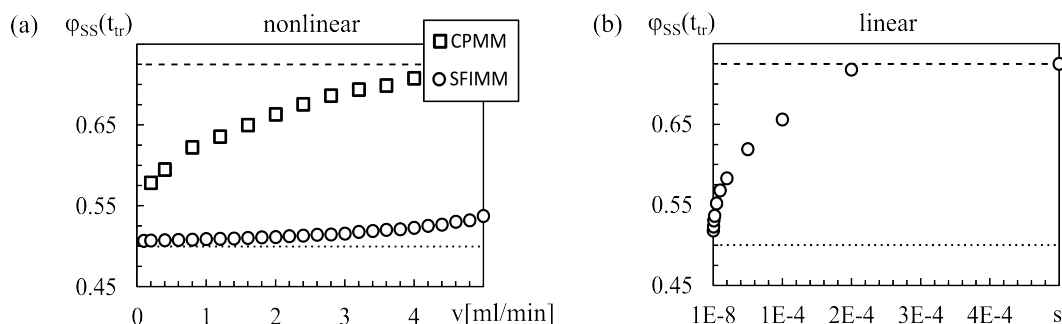 (a) φSS(ttr) nonlinear
CPMM
SFIMM
0.65
0.55
0.45
0 1 2 3 4 v[ml/min]
(b) φSS(ttr) linear
0.65
0.55
0.45
1E-8 1E-4 2E-4 3E-4 4E-4 s